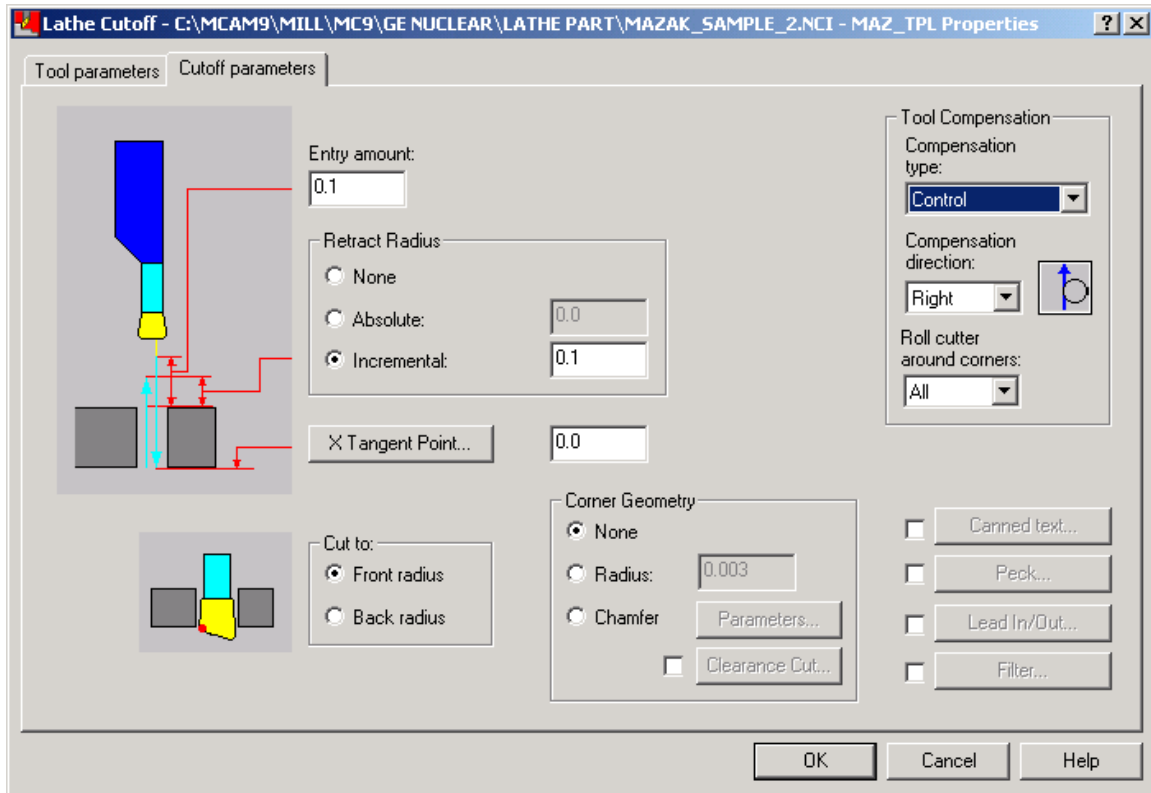 Lathe Cutoff - C:\MCAM9\MILL\MC9\GE NUCLEAR\LATHE PART\MAZAK_SAMPLE_2.NCI - MAZ_TPL Properties
Tool parameters
Cutoff parameters
Entry amount:
0.1
Retract Radius
None
Absolute:
0.0
Incremental:
0.1
X Tangent Point...
0.0
Cut to:
Front radius
Back radius
Corner Geometry
None
Radius:
0.003
Chamfer
Parameters...
Clearance Cut...
Tool Compensation
Compensation
type:
Control
Compensation
direction:
Right
Roll cutter
around corners:
All
Canned text...
Peck...
Lead In/Out...
Filter...
OK
Cancel
Help